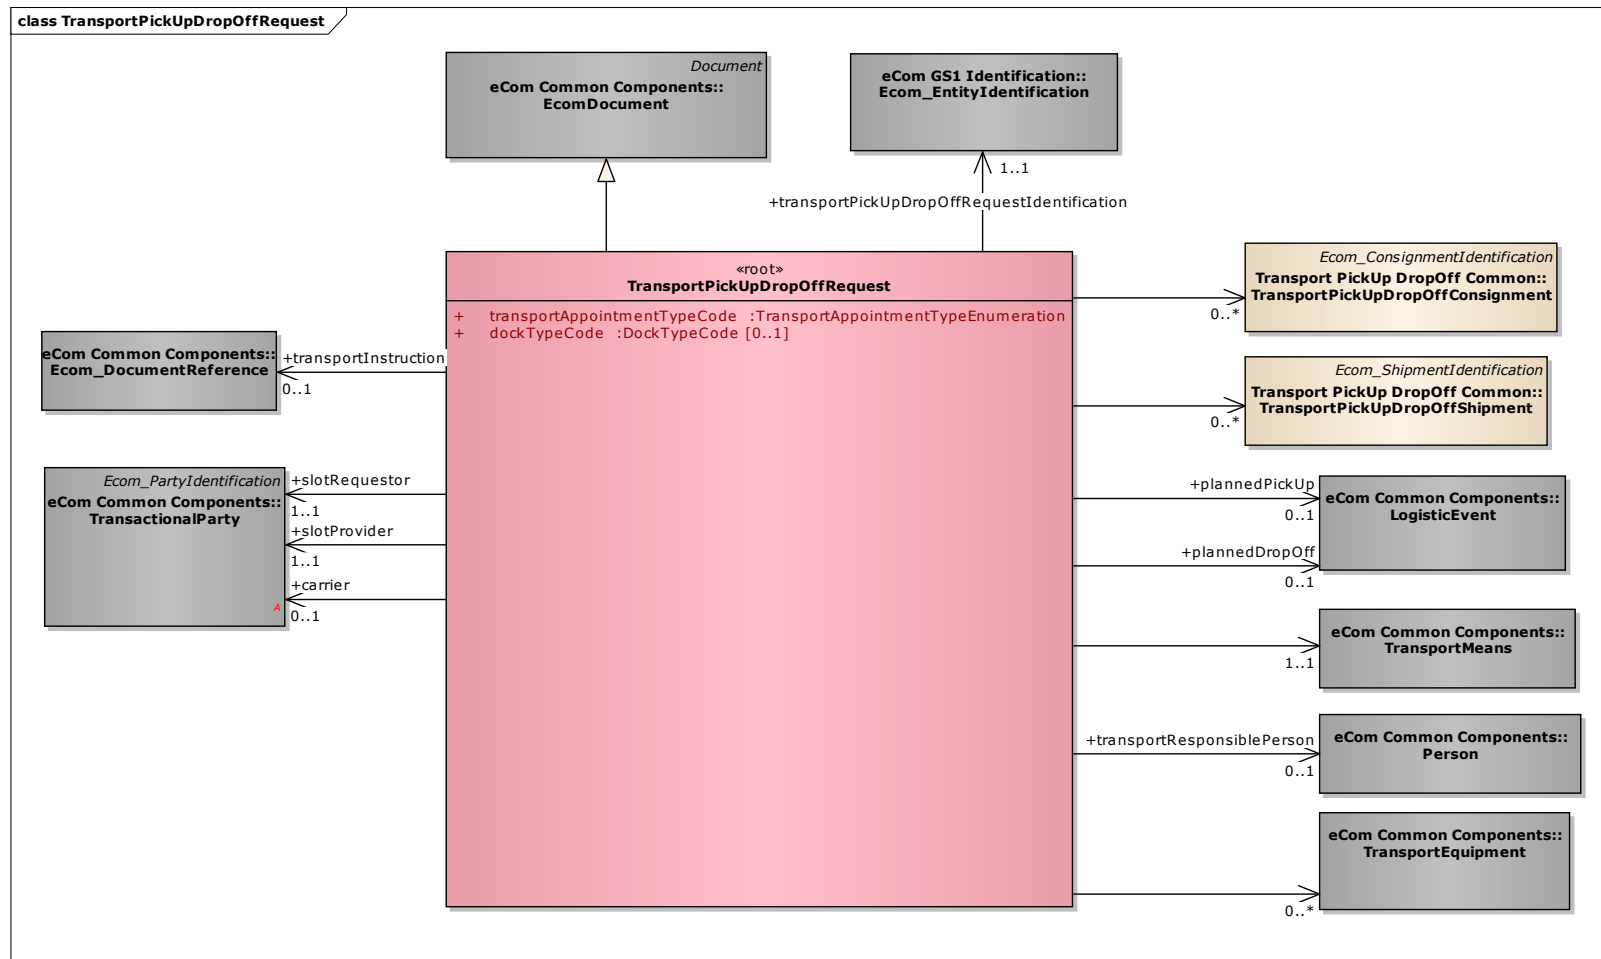 class TransportPickUpDropOffRequest
Document
eCom Common Components::
EcomDocument
eCom GS1 Identification::
Ecom_EntityIdentification
1..1
+transportPickUpDropOffRequestIdentification
«root»
TransportPickUpDropOffRequest
+ transportAppointmentTypeCode :TransportAppointmentTypeEnumeration
+ dockTypeCode :DockTypeCode [0..1]
Ecom_ConsignmentIdentification
Transport PickUp DropOff Common::
TransportPickUpDropOffConsignment
0..*
eCom Common Components::
Ecom_DocumentReference
+transportInstruction
0..1
Ecom_ShipmentIdentification
Transport PickUp DropOff Common::
TransportPickUpDropOffShipment
0..*
Ecom_PartyIdentification
eCom Common Components::
TransactionalParty
A
+slotRequestor
1..1
+slotProvider
1..1
+carrier
0..1
+plannedPickUp
0..1
+plannedDropOff
0..1
eCom Common Components::
LogisticEvent
eCom Common Components::
TransportMeans
1..1
+transportResponsiblePerson
0..1
eCom Common Components::
Person
eCom Common Components::
TransportEquipment
0..*